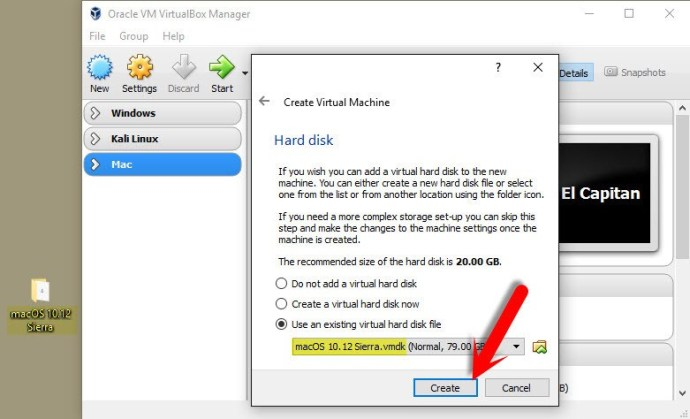 Oracle VM VirtualBox Manager
File Group Help
New Settings Discard Start
Details Snapshots
Windows
Kali Linux
Mac
El Capitan
macOS 10.12
Sierra
?
Create Virtual Machine
Hard disk
If you wish you can add a virtual hard disk to the new
machine. You can either create a new hard disk file or select
one from the list or from another location using the folder icon.
If you need a more complex storage set-up you can skip this
step and make the changes to the machine settings once the
machine is created.
The recommended size of the hard disk is 20.00 GB.
Do not add a virtual hard disk
Create a virtual hard disk now
Use an existing virtual hard disk file
macOS 10.12 Sierra.vmdk (Normal, 79.00
Create Cancel
B)